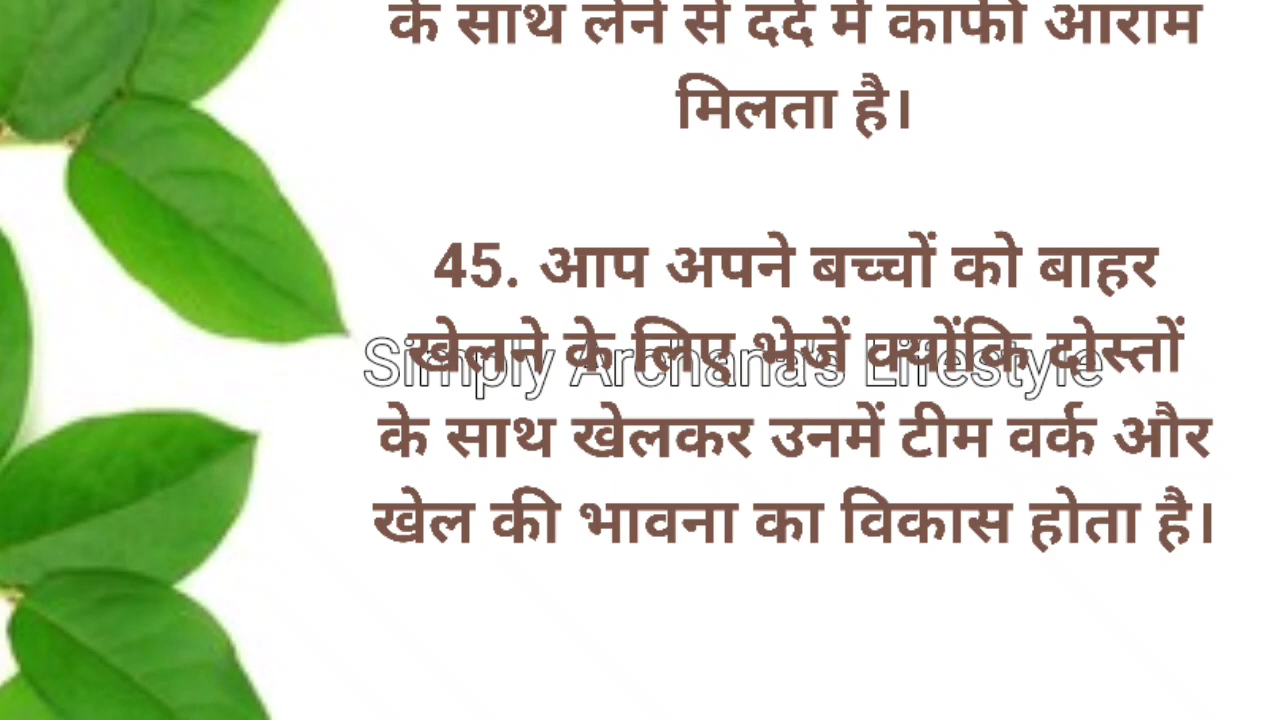 के साथ लेने से दर्द में काफी आराम
मिलता है।
45. आप अपने बच्चों को बाहर
खेलने के लिए भेजें क्योंकि दोस्तों
Simply Archana's Lifestyle
के साथ खेलकर उनमें टीम वर्क और
खेल की भावना का विकास होता है।